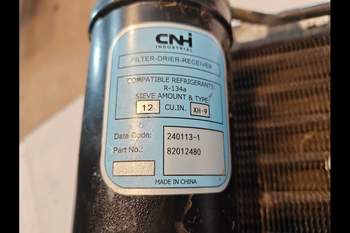 CNH
INDUSTRIAL
FILTER-DRIER-RECEIVER
COMPATIBLE REFRIGERANTS
R-134a
SIEVE AMOUNT & TYPE
12 CU.IN. XH-9
Date Code: 240113-1
Part No.: 82012480
MADE IN CHINA